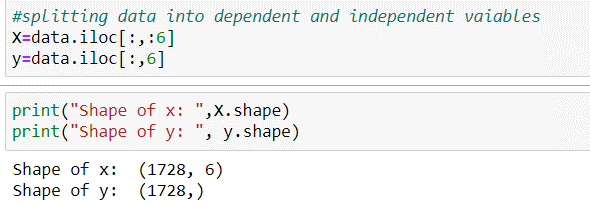 #splitting data into dependent and independent vaiables
X=data.iloc[:,:6]
y=data.iloc[:,6]
print("Shape of x: ",X.shape)
print("Shape of y: ", y.shape)
Shape of x:  (1728, 6)
Shape of y:  (1728,)